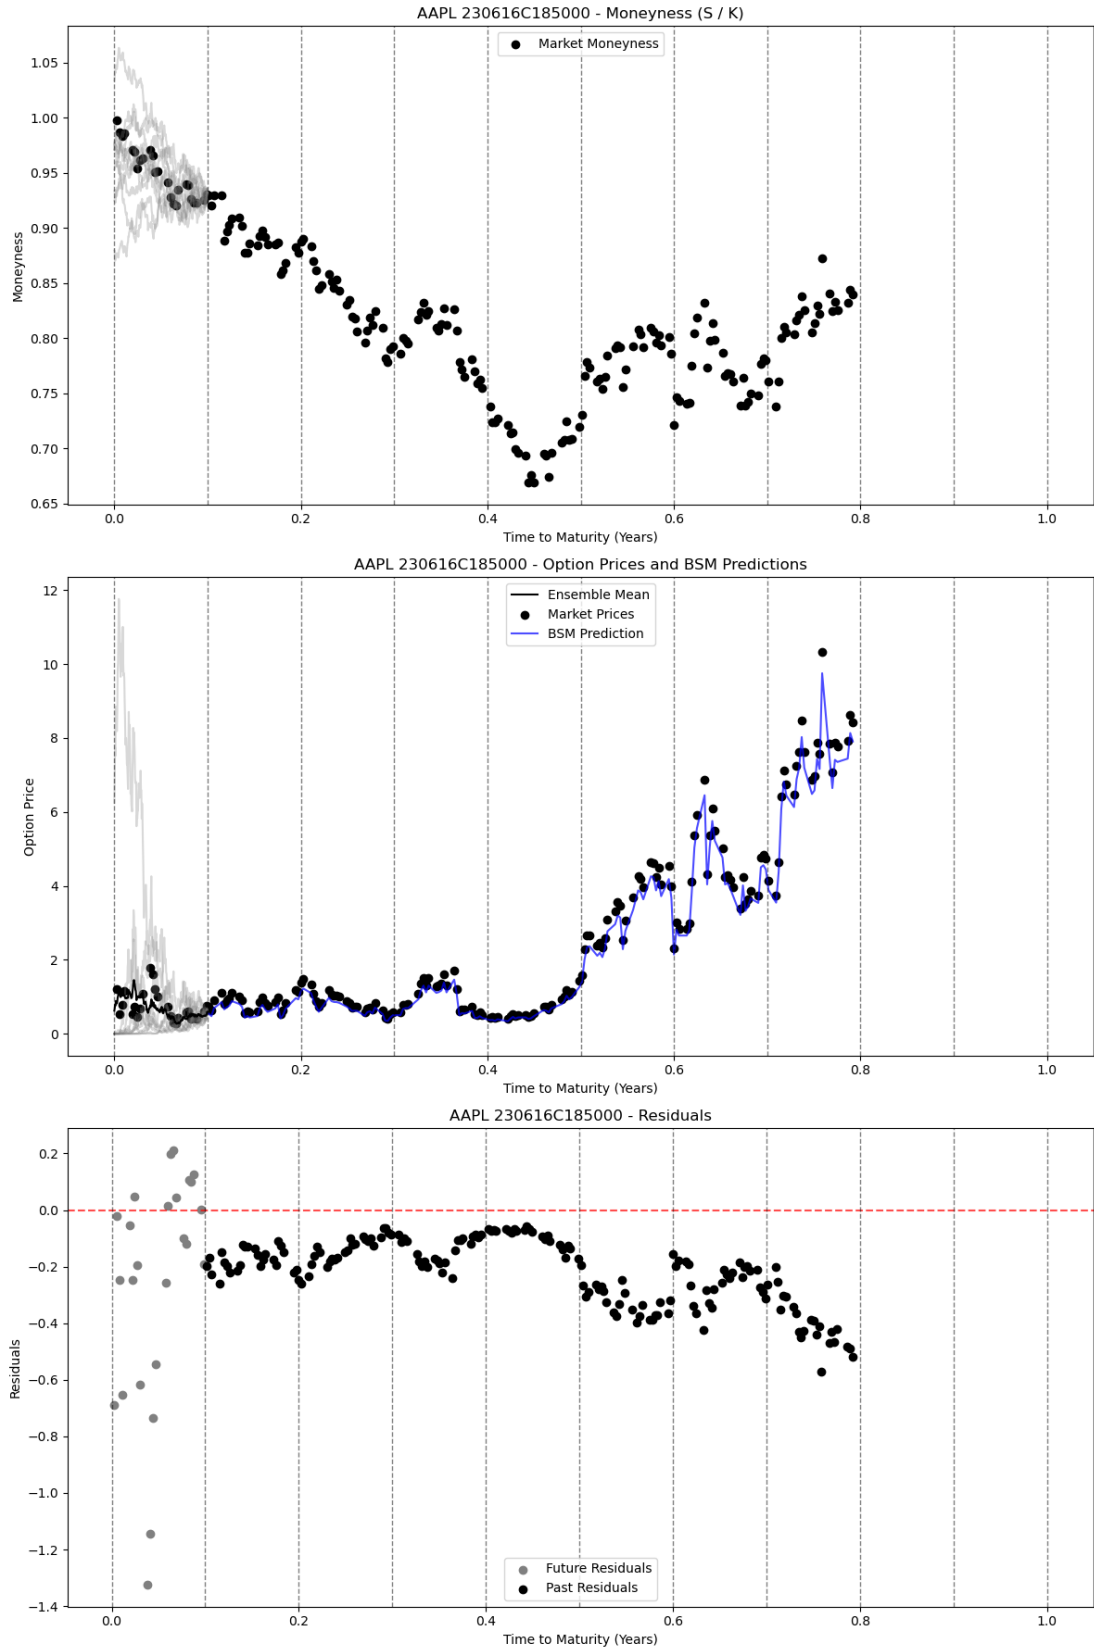 AAPL 230616C185000 - Moneyness (S / K)
Market Moneyness
Moneyness
1.05
1.00
0.95
0.90
0.85
0.80
0.75
0.70
0.65
0.0 0.2 0.4 0.6 0.8 1.0
Time to Maturity (Years)
AAPL 230616C185000 - Option Prices and BSM Predictions
Ensemble Mean
Market Prices
BSM Prediction
Option Price
12
10
8
6
4
2
0
0.0 0.2 0.4 0.6 0.8 1.0
Time to Maturity (Years)
AAPL 230616C185000 - Residuals
Residuals
0.2
0.0
−0.2
−0.4
−0.6
−0.8
−1.0
−1.2
−1.4
Future Residuals
Past Residuals
0.0 0.2 0.4 0.6 0.8 1.0
Time to Maturity (Years)